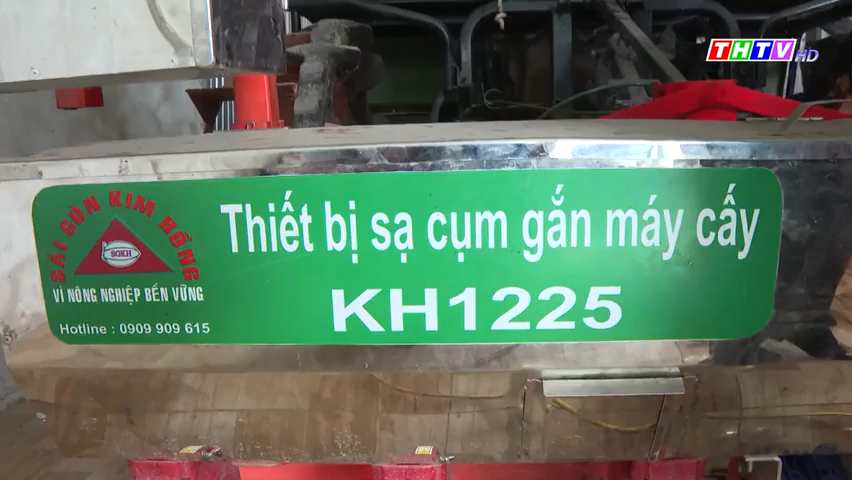 THTV HD
SÀI GÒN KIM HỒNG
SGKH
VÌ NÔNG NGHIỆP BỀN VỮNG
Hotline : 0909 909 615
Thiết bị sạ cụm gắn máy cấy
KH1225